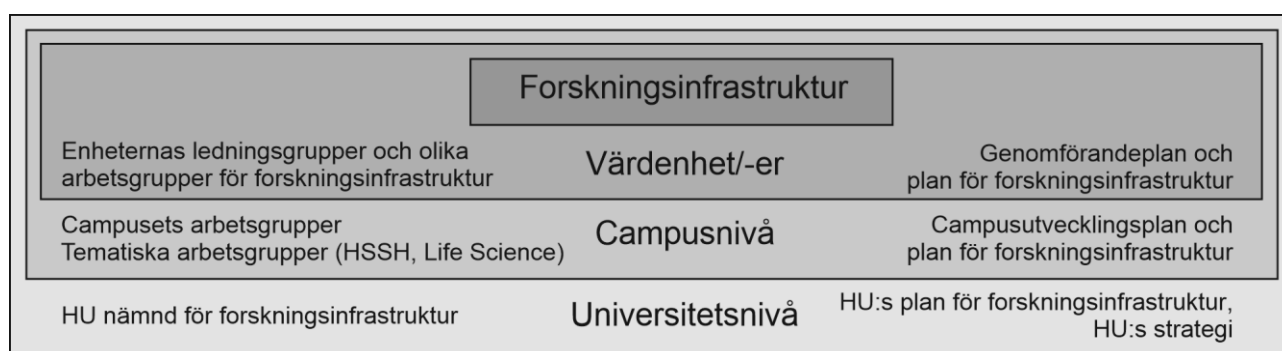 Forskningsinfrastruktur
Enheternas ledningsgrupper och olika
arbetsgrupper för forskningsinfrastruktur
Värdenhet/-er
Genomförandeplan och
plan för forskningsinfrastruktur
Campusets arbetsgrupper
Tematiska arbetsgrupper (HSSH, Life Science)
Campusnivå
Campusutvecklingsplan och
plan för forskningsinfrastruktur
HU nämnd för forskningsinfrastruktur
Universitetsnivå
HU:s plan för forskningsinfrastruktur,
HU:s strategi